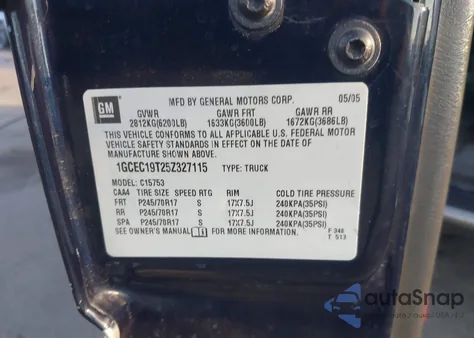 GM
MFD BY GENERAL MOTORS CORP. 05/05
GVWR GAWR FRT GAWR RR
2812KG(6200LB) 1633KG(3600LB) 1672KG(3686LB)
THIS VEHICLE CONFORMS TO ALL APPLICABLE U.S. FEDERAL MOTOR
VEHICLE SAFETY STANDARDS IN EFFECT ON THE DATE OF
MANUFACTURE SHOWN ABOVE.
1GCEC19T25Z327115 TYPE: TRUCK
MODEL: C15753
CAA4 TIRE SIZE SPEED RTG RIM COLD TIRE PRESSURE
FRT P245/70R17 S 17X7.5J 240KPA(35PSI)
RR P245/70R17 S 17X7.5J 240KPA(35PSI)
SPA P245/70R17 S 17X7.5J 240KPA(35PSI)
SEE OWNER'S MANUAL FOR MORE INFORMATION. F 346
T 513
autoSnap